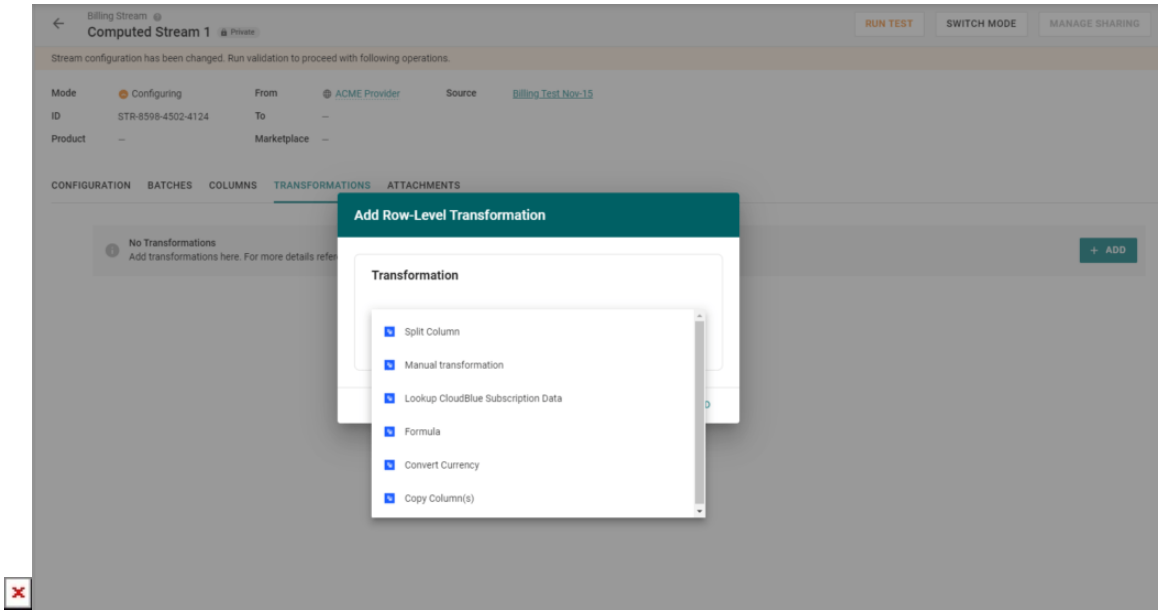 Billing Stream
Computed Stream 1 Private
RUN TEST SWITCH MODE MANAGE SHARING
Stream configuration has been changed. Run validation to proceed with following operations.
Mode Configuring From ACME Provider Source Billing Test Nov-15
ID STR-8598-4502-4124 To –
Product – Marketplace –
CONFIGURATION BATCHES COLUMNS TRANSFORMATIONS ATTACHMENTS
Add Row-Level Transformation
No Transformations
Add transformations here. For more details refer
+ ADD
Transformation
Split Column
Manual transformation
Lookup CloudBlue Subscription Data
Formula
Convert Currency
Copy Column(s)